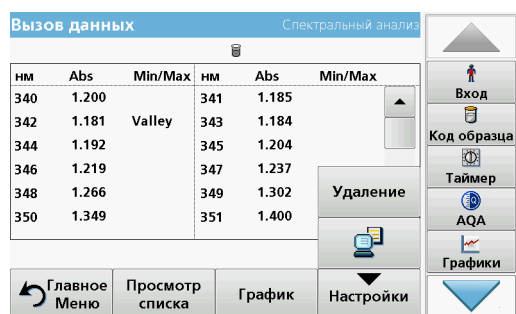 Вызов данных Спектральный анализ
нм Abs Min/Max нм Abs Min/Max
340 1.200 341 1.185
342 1.181 Valley 343 1.184
344 1.192 345 1.204
346 1.219 347 1.237
348 1.266 349 1.302
350 1.349 351 1.400
Удаление
Главное
Меню
Просмотр
списка
График
Настройки
Вход
Код образца
Таймер
AQA
Графики